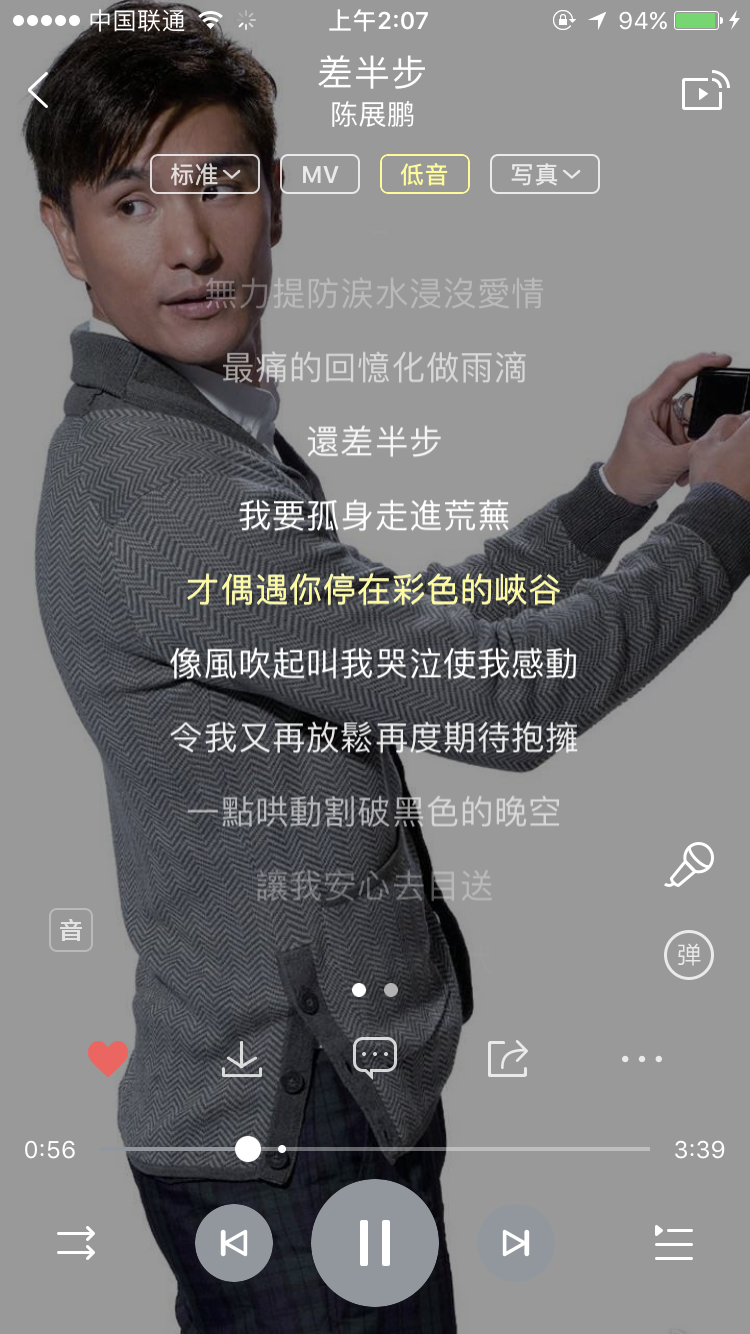 中国联通 上午2:07 94%
差半步
陈展鹏
标准 MV 低音 写真
無力提防淚水浸沒愛情
最痛的回憶化做雨滴
還差半步
我要孤身走進荒蕪
才偶遇你停在彩色的峽谷
像風吹起叫我哭泣使我感動
令我又再放鬆再度期待抱擁
一點哄動割破黑色的晚空
讓我安心去目送
音
弹
0:56 3:39